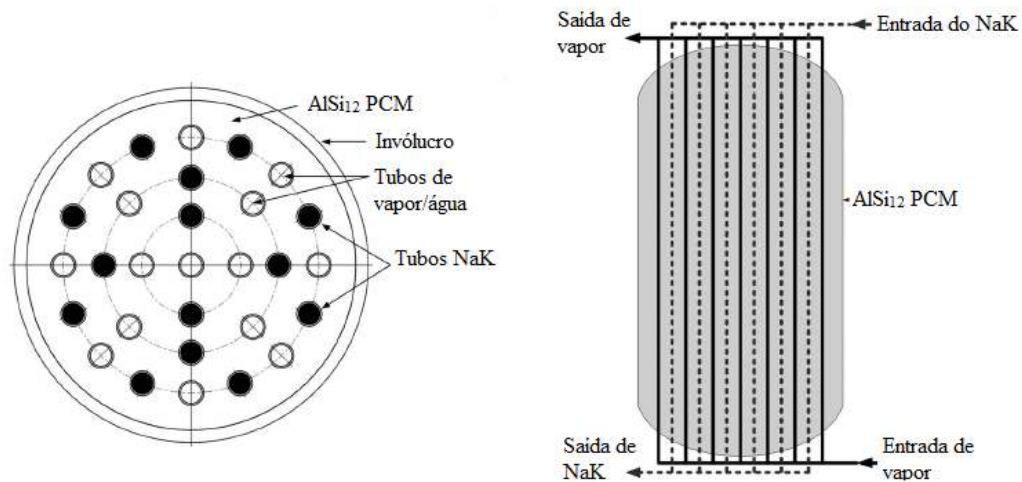 AlSi12 PCM
Invólucro
Tubos de
vapor/água
Tubos NaK
Saída de
vapor
Entrada do NaK
AlSi12 PCM
Saída de
NaK
Entrada de
vapor